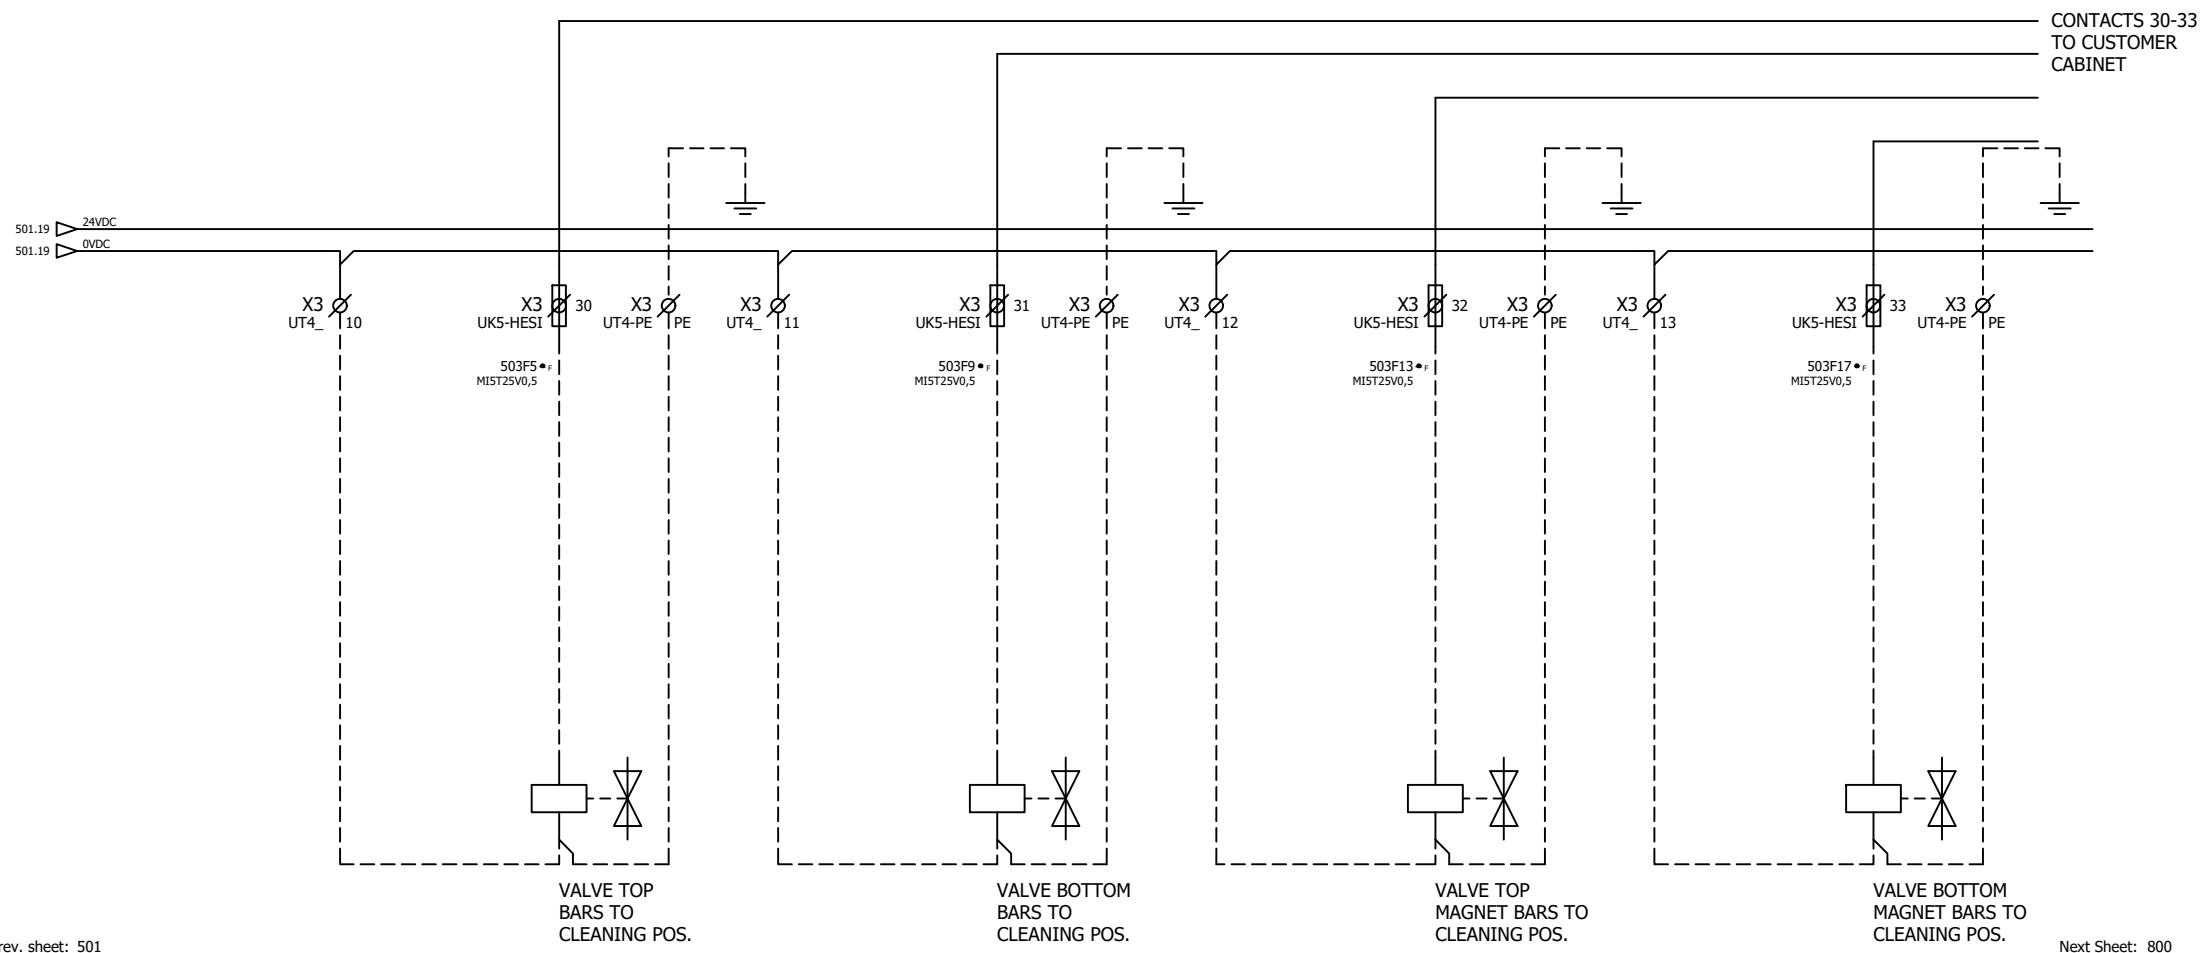 CONTACTS 30-33
TO CUSTOMER
CABINET
501.19 24VDC
501.19 0VDC
X3 X3 30 X3 X3 X3 31 X3 X3 X3 32 X3 X3 X3 33 X3
UT4_ 10 UK5-HESI UT4-PE PE UT4_ 11 UK5-HESI UT4-PE PE UT4_ 12 UK5-HESI UT4-PE PE UT4_ 13 UK5-HESI UT4-PE PE
503F5 F 503F9 F 503F13 F 503F17 F
MI5T25V0,5 MI5T25V0,5 MI5T25V0,5 MI5T25V0,5
VALVE TOP
BARS TO
CLEANING POS.
VALVE BOTTOM
BARS TO
CLEANING POS.
VALVE TOP
MAGNET BARS TO
CLEANING POS.
VALVE BOTTOM
MAGNET BARS TO
CLEANING POS.
rev. sheet: 501
Next Sheet: 800